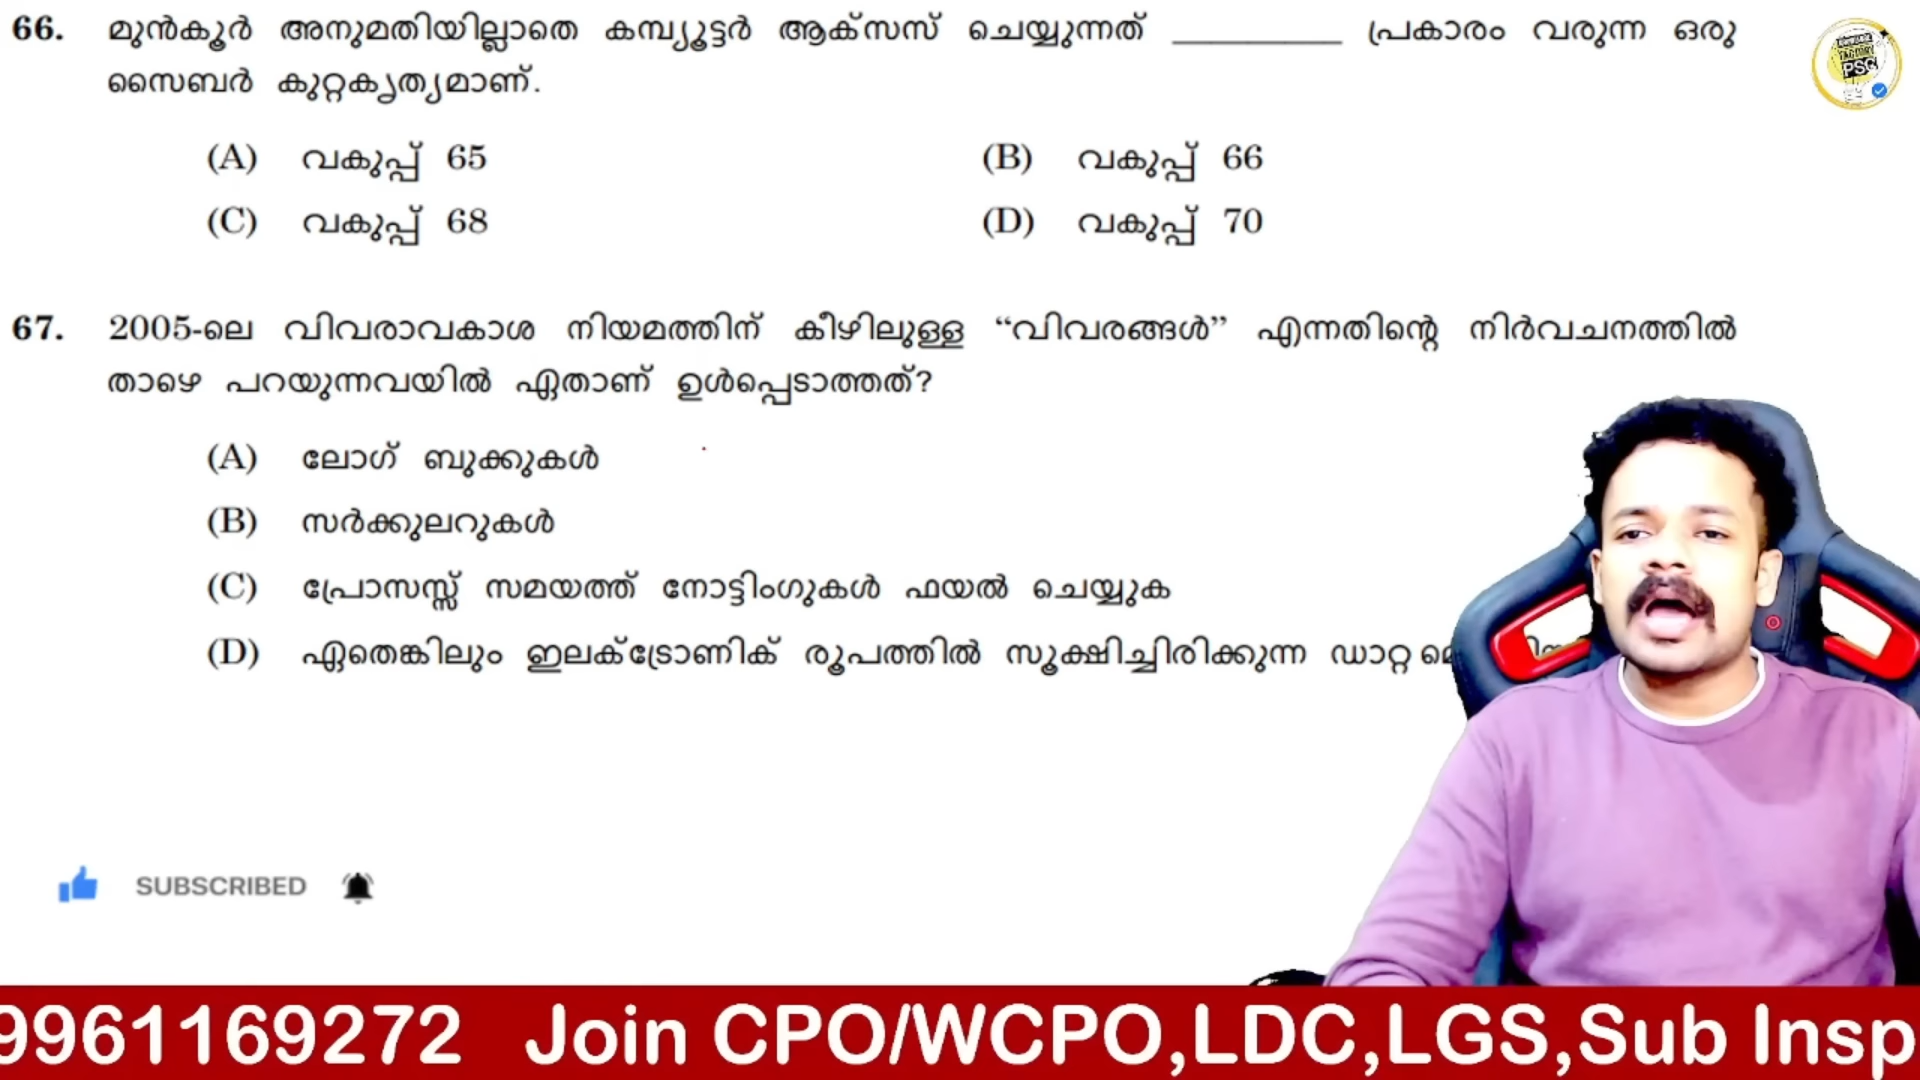 66. മുൻകൂർ അനുമതിയില്ലാതെ കമ്പ്യൂട്ടർ ആക്സസ് ചെയ്യുന്നത് __________ പ്രകാരം വരുന്ന ഒരു
സൈബർ കുറ്റകൃത്യമാണ്.
(A) വകുപ്പ് 65 (B) വകുപ്പ് 66
(C) വകുപ്പ് 68 (D) വകുപ്പ് 70
67. 2005-ലെ വിവരാവകാശ നിയമത്തിന് കീഴിലുള്ള “വിവരങ്ങൾ” എന്നതിന്റെ നിർവചനത്തിൽ
താഴെ പറയുന്നവയിൽ ഏതാണ് ഉൾപ്പെടാത്തത്?
(A) ലോഗ് ബുക്കുകൾ
(B) സർക്കുലറുകൾ
(C) പ്രോസസ്സ് സമയത്ത് നോട്ടിംഗുകൾ ഫയൽ ചെയ്യുക
(D) ഏതെങ്കിലും ഇലക്ട്രോണിക് രൂപത്തിൽ സൂക്ഷിച്ചിരിക്കുന്ന ഡാറ്റ
PSC
SUBSCRIBED
9961169272 Join CPO/WCPO,LDC,LGS,Sub Insp